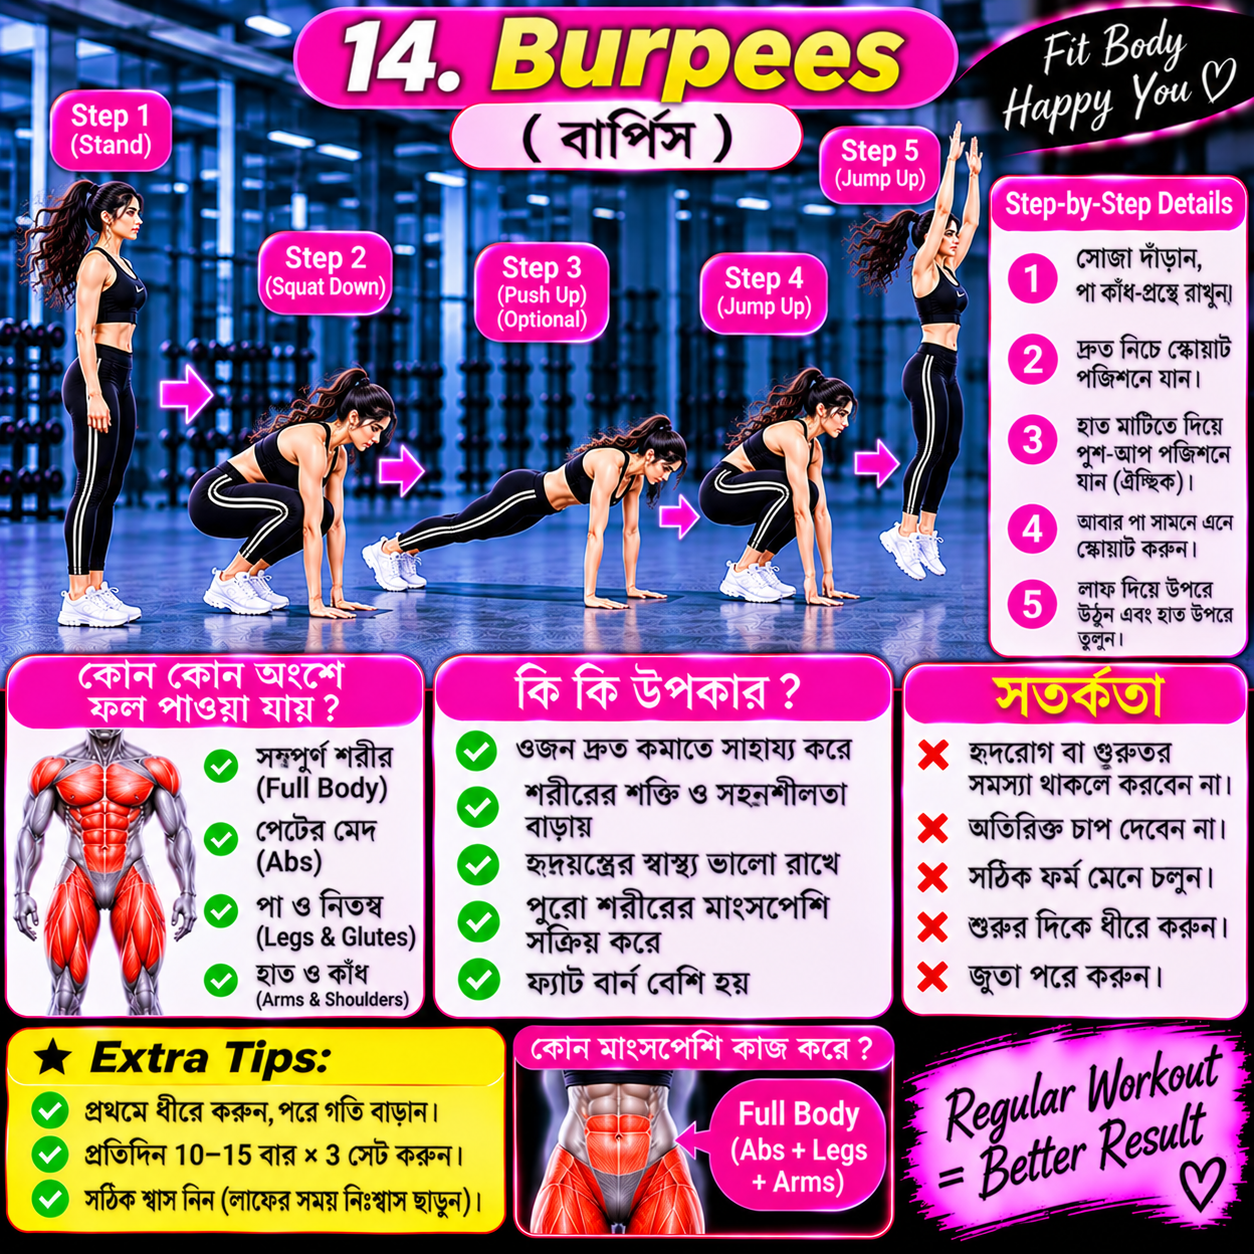 14. Burpees
( বার্পিস )
Fit Body
Happy You
Step 1
(Stand)
Step 2
(Squat Down)
Step 3
(Push Up)
(Optional)
Step 4
(Jump Up)
Step 5
(Jump Up)
Step-by-Step Details
1 সোজা দাঁড়ান,
পা কাঁধ-প্রস্থে রাখুন।
2 দ্রুত নিচে স্কোয়াট
পজিশনে যান।
3 হাত মাটিতে দিয়ে
পুশ-আপ পজিশনে
যান (ঐচ্ছিক)।
4 আবার পা সামনে এনে
স্কোয়াট করুন।
5 লাফ দিয়ে উপরে
উঠুন এবং হাত উপরে
তুলুন।
কোন কোন অংশে
ফল পাওয়া যায় ?
সম্পূর্ণ শরীর
(Full Body)
পেটের মেদ
(Abs)
পা ও নিতম্ব
(Legs & Glutes)
হাত ও কাঁধ
(Arms & Shoulders)
কি কি উপকার ?
ওজন দ্রুত কমাতে সাহায্য করে
শরীরের শক্তি ও সহনশীলতা
বাড়ায়
হৃদযন্ত্রের স্বাস্থ্য ভালো রাখে
পুরো শরীরের মাংসপেশি
সক্রিয় করে
ফ্যাট বার্ন বেশি হয়
সতর্কতা
হৃদরোগ বা গুরুতর
সমস্যা থাকলে করবেন না।
অতিরিক্ত চাপ দেবেন না।
সঠিক ফর্ম মেনে চলুন।
শুরুর দিকে ধীরে করুন।
জুতা পরে করুন।
Extra Tips:
প্রথমে ধীরে করুন, পরে গতি বাড়ান।
প্রতিদিন 10–15 বার × 3 সেট করুন।
সঠিক শ্বাস নিন (লাফের সময় নিঃশ্বাস ছাড়ুন)।
কোন মাংসপেশি কাজ করে ?
Full Body
(Abs + Legs
+ Arms)
Regular Workout
= Better Result